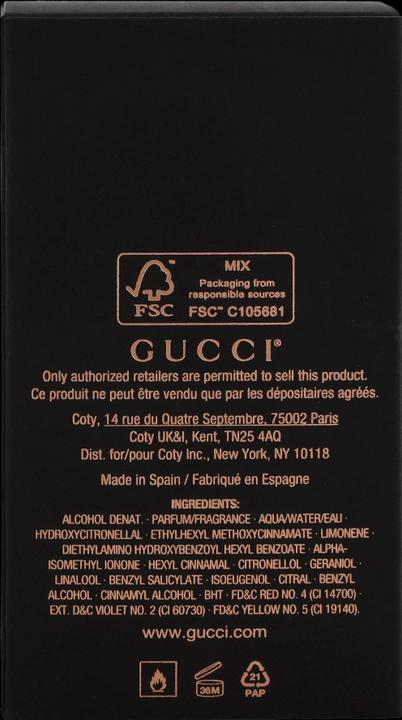 MIX
Packaging from
responsible sources
FSC™ C105681
FSC
GUCCI®
Only authorized retailers are permitted to sell this product.
Ce produit ne peut être vendu que par les dépositaires agréés.
Coty, 14 rue du Quatre Septembre, 75002 Paris
Coty UK&I, Kent, TN25 4AQ
Dist. for/pour Coty Inc., New York, NY 10118
Made in Spain / Fabriqué en Espagne
INGREDIENTS:
ALCOHOL DENAT. · PARFUM/FRAGRANCE · AQUA/WATER/EAU ·
HYDROXYCITRONELLAL · ETHYLHEXYL METHOXYCINNAMATE · LIMONENE ·
DIETHYLAMINO HYDROXYBENZOYL HEXYL BENZOATE · ALPHA-
ISOMETHYL IONONE · HEXYL CINNAMAL · CITRONELLOL · GERANIOL ·
LINALOOL · BENZYL SALICYLATE · ISOEUGENOL · CITRAL · BENZYL
ALCOHOL · CINNAMYL ALCOHOL · BHT · FD&C RED NO. 4 (CI 14700) ·
EXT. D&C VIOLET NO. 2 (CI 60730) · FD&C YELLOW NO. 5 (CI 19140).
www.gucci.com
36M
21
PAP